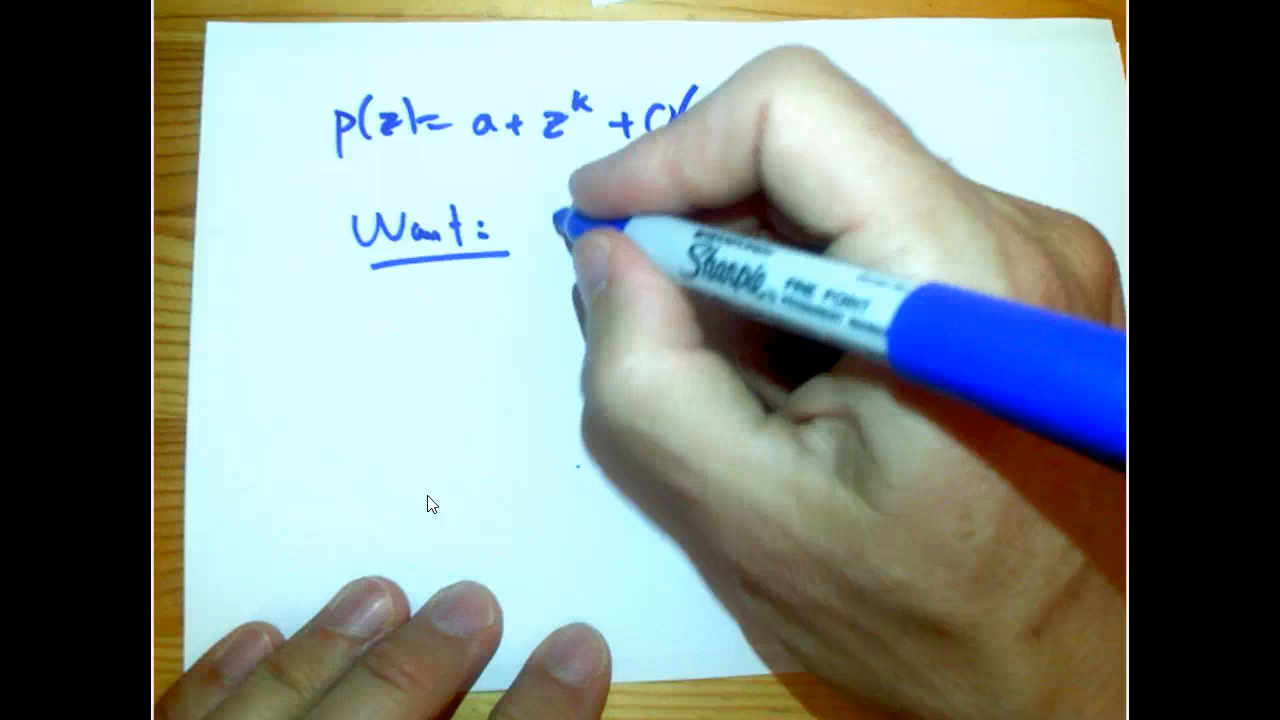 p(z)= a + z^k + O(
Want:
Sharpie
FINE POINT